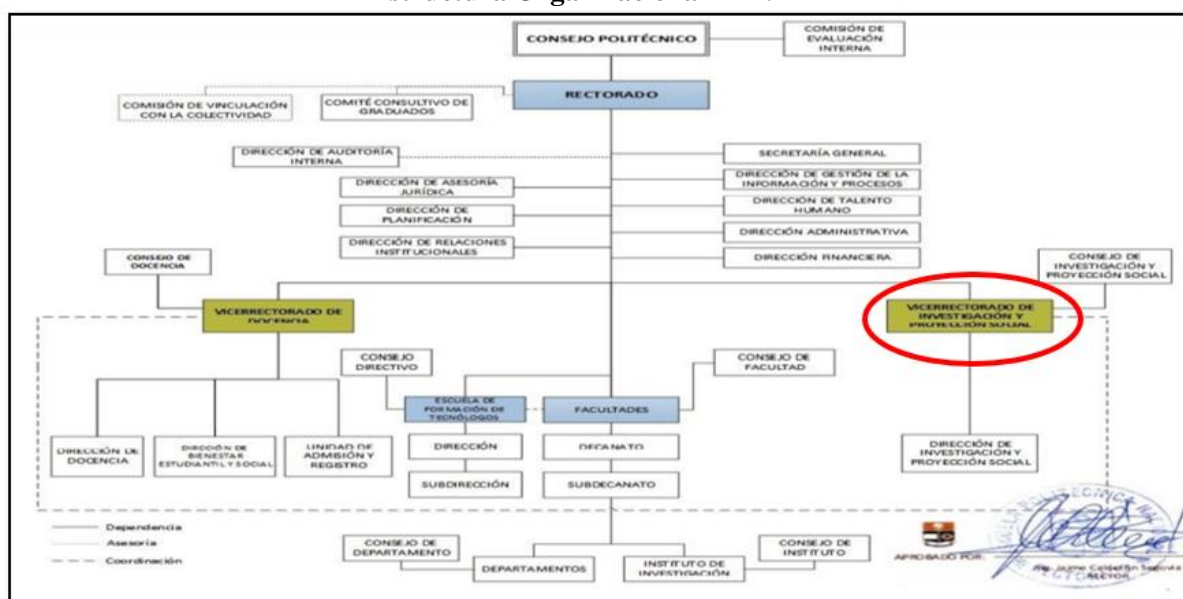 CONSEJO POLITÉCNICO
COMISIÓN DE
EVALUACIÓN
INTERNA
RECTORADO
COMISIÓN DE VINCULACIÓN
CON LA COLECTIVIDAD
COMITÉ CONSULTIVO DE
GRADUADOS
DIRECCIÓN DE AUDITORÍA
INTERNA
SECRETARÍA GENERAL
DIRECCIÓN DE ASESORÍA
JURÍDICA
DIRECCIÓN DE GESTIÓN DE LA
INFORMACIÓN Y PROCESOS
DIRECCIÓN DE
PLANIFICACIÓN
DIRECCIÓN DE TALENTO
HUMANO
DIRECCIÓN DE RELACIONES
INSTITUCIONALES
DIRECCIÓN ADMINISTRATIVA
DIRECCIÓN FINANCIERA
CONSEJO DE
DOCENCIA
CONSEJO DE
INVESTIGACIÓN Y
PROYECCIÓN SOCIAL
VICERRECTORADO DE
DOCENCIA
VICERRECTORADO DE
INVESTIGACIÓN Y
PROYECCIÓN SOCIAL
CONSEJO
DIRECTIVO
CONSEJO DE
FACULTAD
ESCUELA DE
FORMACIÓN DE
TECNÓLOGOS
FACULTADES
DIRECCIÓN DE
DOCENCIA
DIRECCIÓN DE
BIENESTAR
ESTUDIANTIL Y SOCIAL
UNIDAD DE
ADMISIÓN Y
REGISTRO
DIRECCIÓN
DECANATO
DIRECCIÓN DE
INVESTIGACIÓN Y
PROYECCIÓN SOCIAL
SUBDIRECCIÓN
SUBDECANATO
Dependencia
Asesoría
Coordinación
CONSEJO DE
DEPARTAMENTO
DEPARTAMENTOS
INSTITUTO DE
INVESTIGACIÓN
CONSEJO DE
INSTITUTO
APROBADO POR:
Ing. Jaime Calderón Segovia
RECTOR